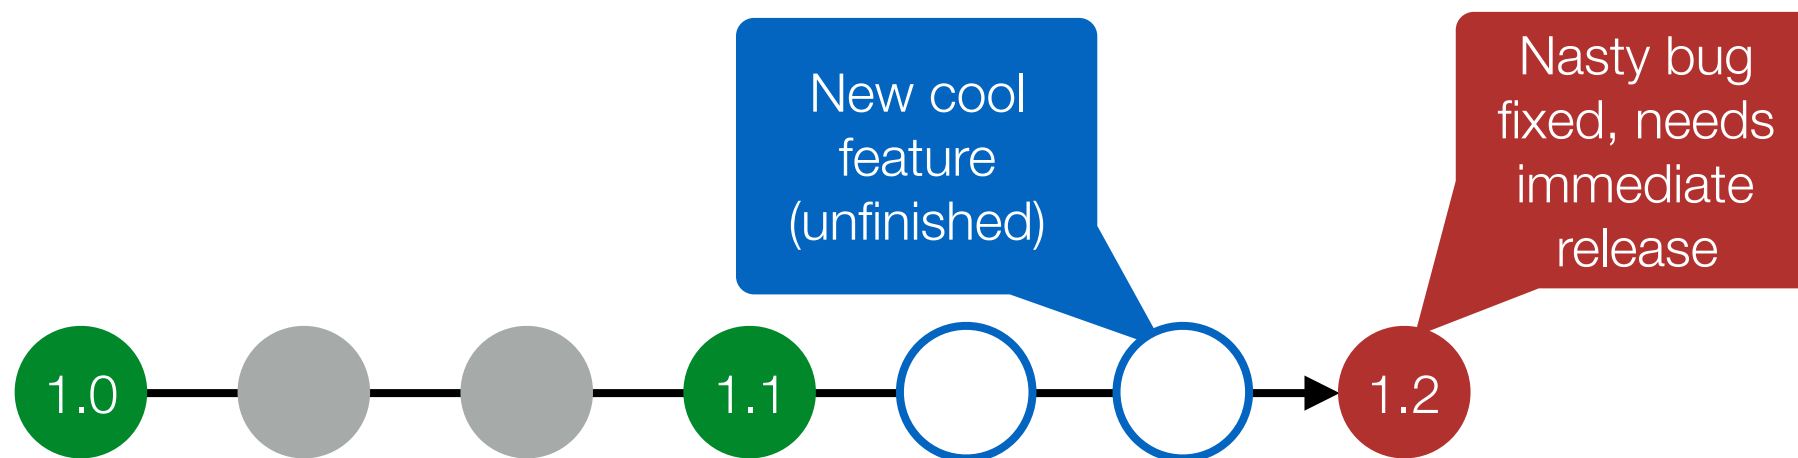 New cool
feature
(unfinished)
Nasty bug
fixed, needs
immediate
release
1.0
1.1
1.2